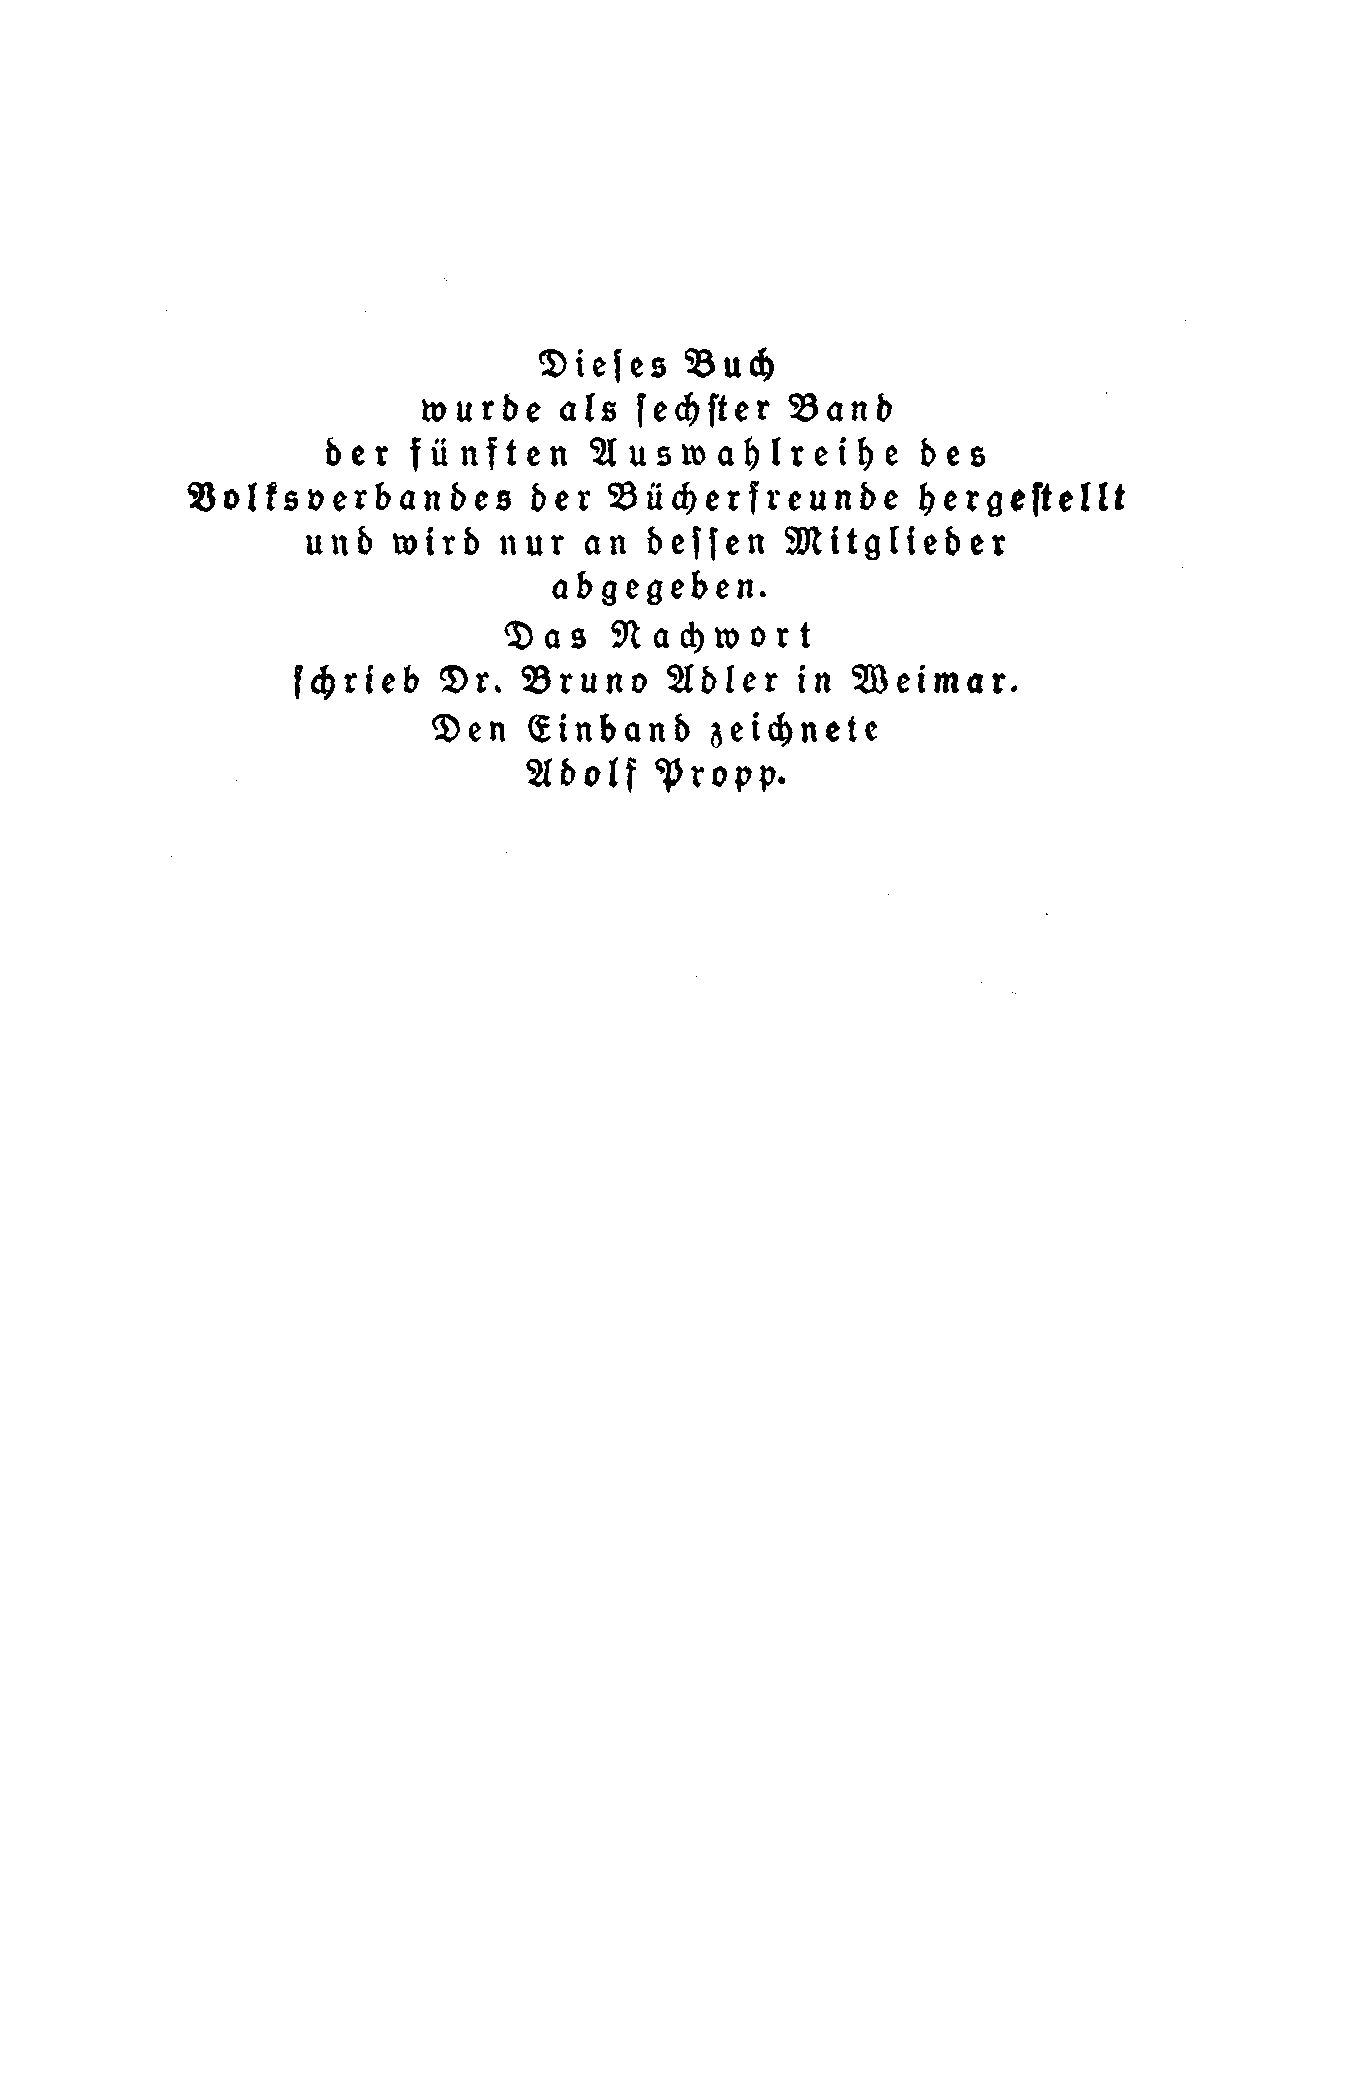 Dieſes Buch
wurde als ſechſter Band
der fünften Auswahlreihe des
Volksverbandes der Bücherfreunde hergeſtellt
und wird nur an deſſen Mitglieder
abgegeben.
Das Nachwort
ſchrieb Dr. Bruno Adler in Weimar.
Den Einband zeichnete
Adolf Propp.